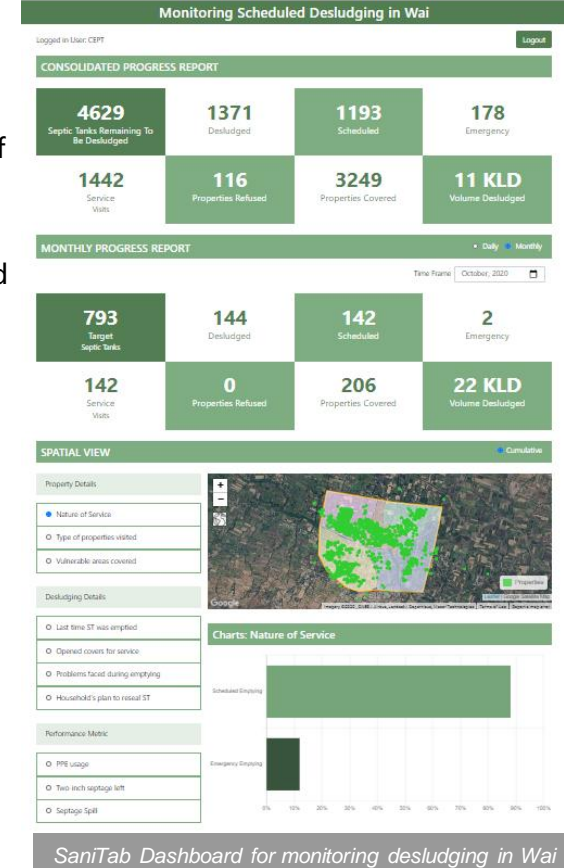 Monitoring Scheduled Desludging in Wai
Logged in User: CEPT
Logout
CONSOLIDATED PROGRESS REPORT
4629
Septic Tanks Remaining To
Be Desludged
1371
Desludged
1193
Scheduled
178
Emergency
f
1442
Service
Visits
116
Properties Refused
3249
Properties Covered
11 KLD
Volume Desludged
MONTHLY PROGRESS REPORT
Daily
Monthly
d
Time Frame
October, 2020
793
Target
Septic Tanks
144
Desludged
142
Scheduled
2
Emergency
142
Service
Visits
0
Properties Refused
206
Properties Covered
22 KLD
Volume Desludged
SPATIAL VIEW
Cumulative
Property Details
Nature of Service
Type of properties visited
Vulnerable areas covered
Desludging Details
Last time ST was emptied
Opened covers for service
Problems faced during emptying
Household's plan to reseal ST
Performance Metric
PPE usage
Two inch septage left
Septage Spill
+
−
Properties
Google
Charts: Nature of Service
Scheduled Emptying
Emergency Emptying
0% 10% 20% 30% 40% 50% 60% 70% 80% 90% 100%
SaniTab Dashboard for monitoring desludging in Wai